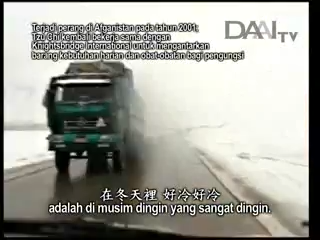 Terjadi perang di Afganistan pada tahun 2001,
Tzu Chi kembali bekerja sama dengan
Knightsbridge International untuk mengantarkan
barang kebutuhan harian dan obat-obatan bagi pengungsi
DAAI TV
在冬天裡 好冷好冷
adalah di musim dingin yang sangat dingin.